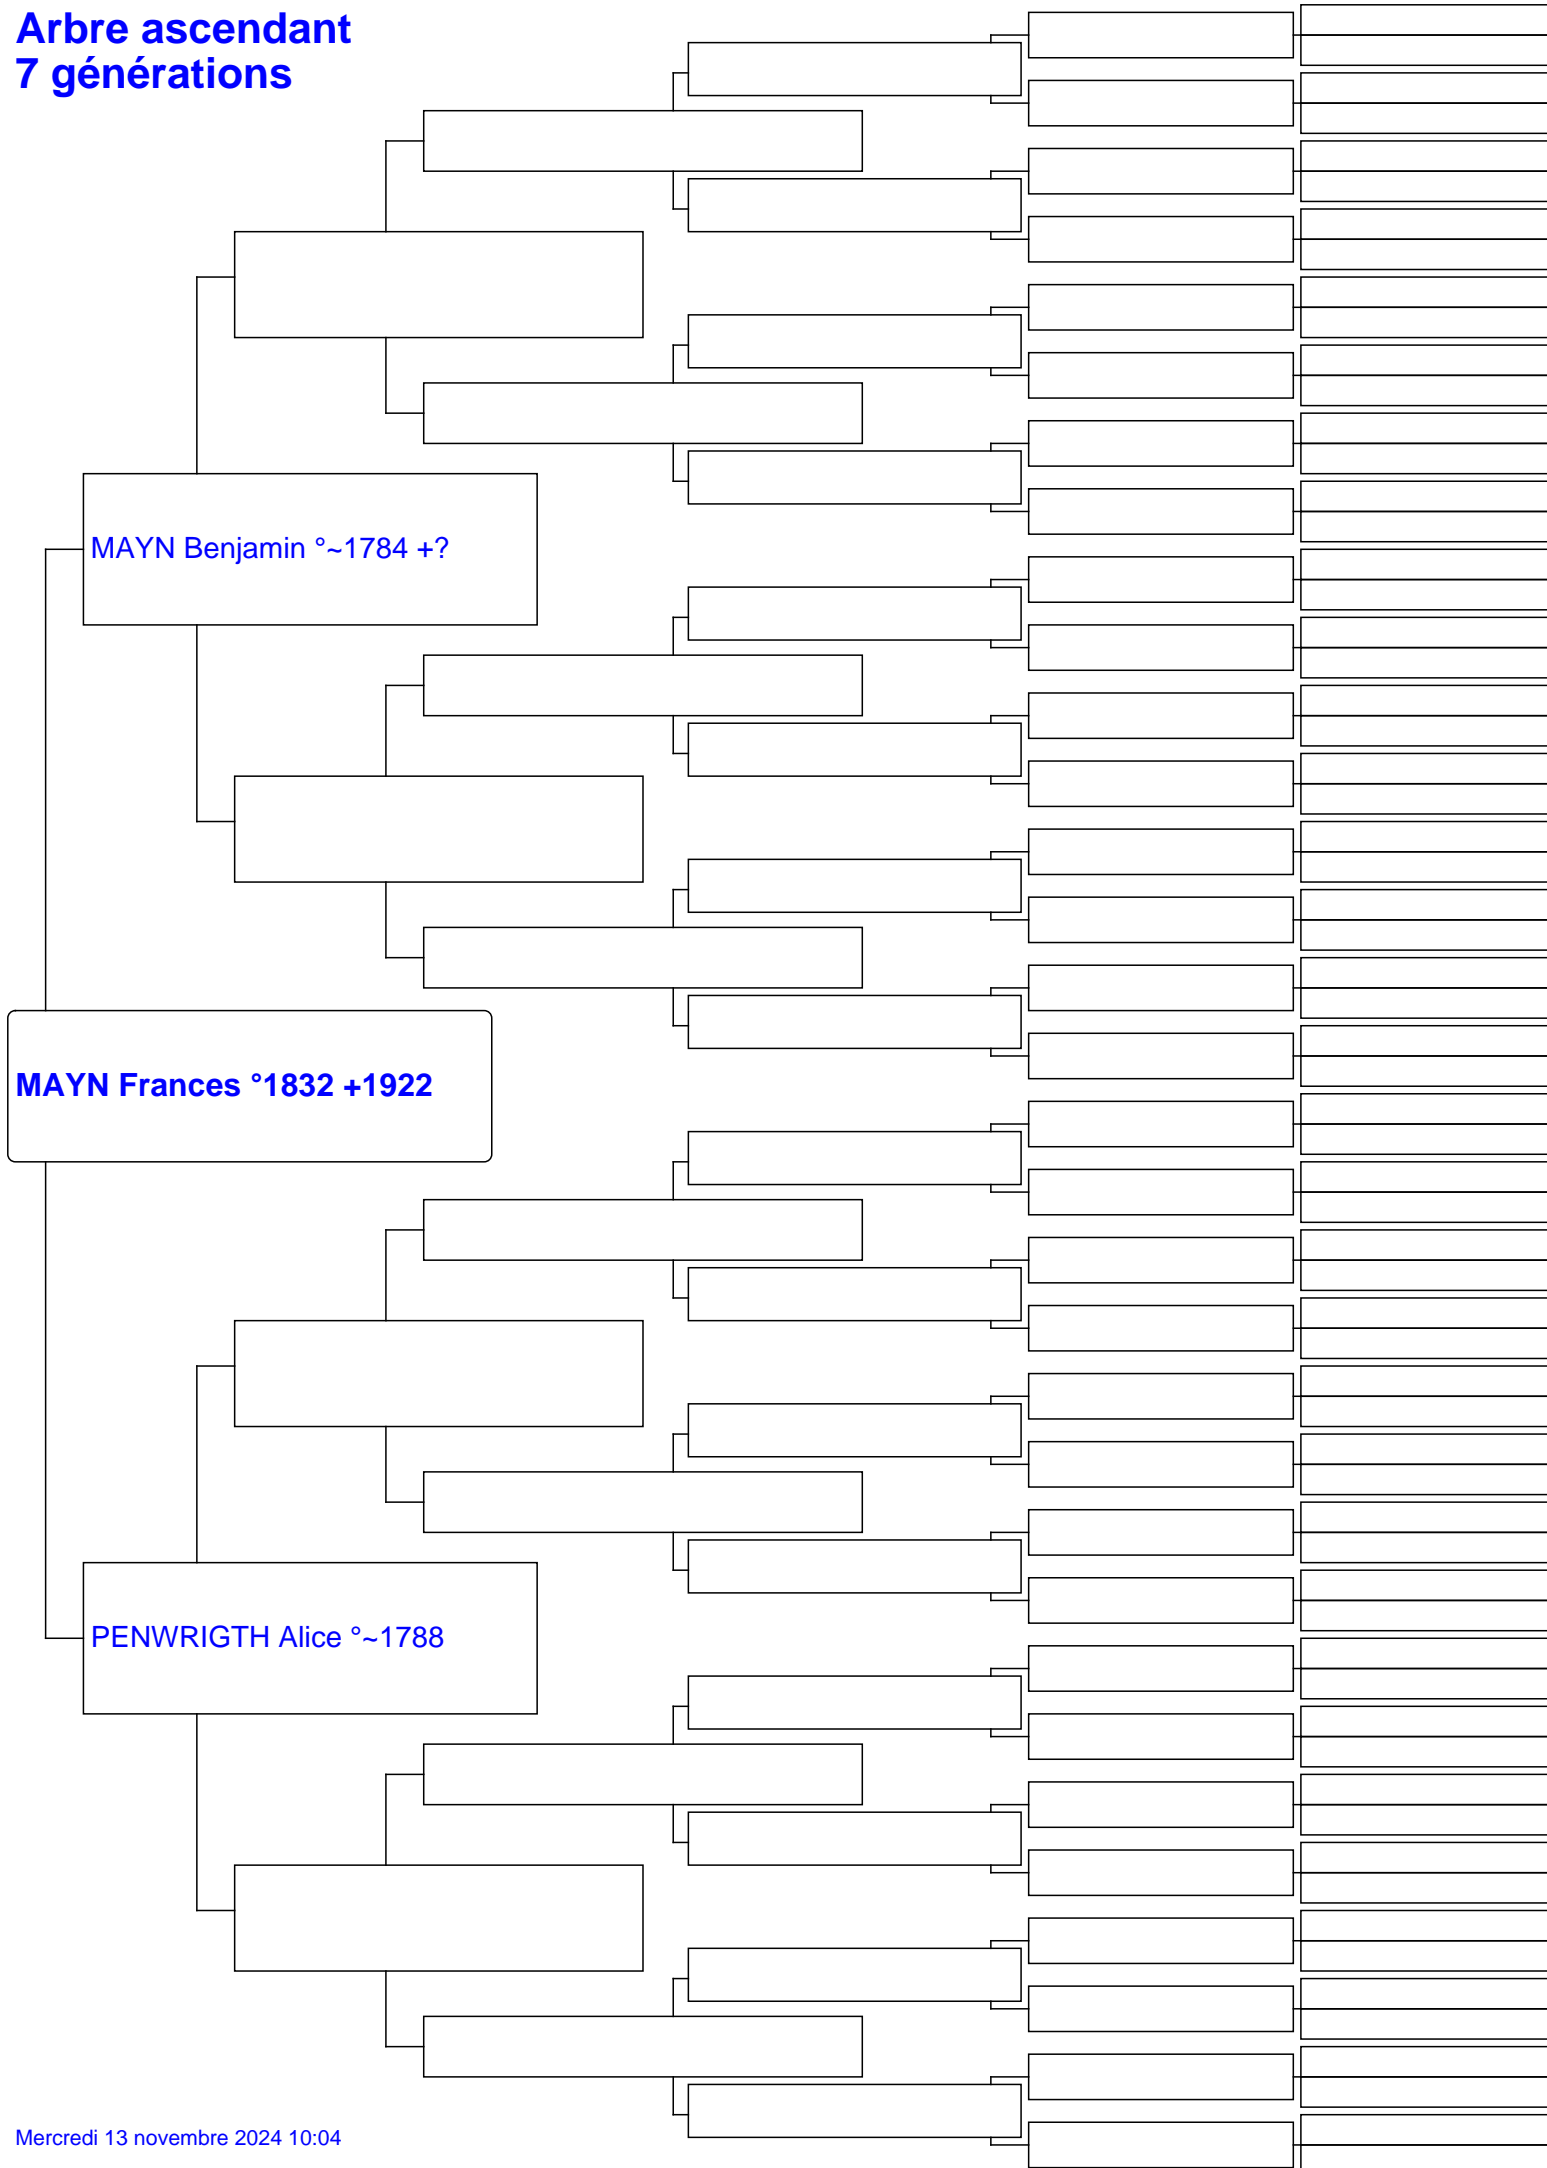 Arbre ascendant
7 générations
MAYN Benjamin °~1784 +?
MAYN Frances °1832 +1922
PENWRIGTH Alice °~1788
Mercredi 13 novembre 2024 10:04